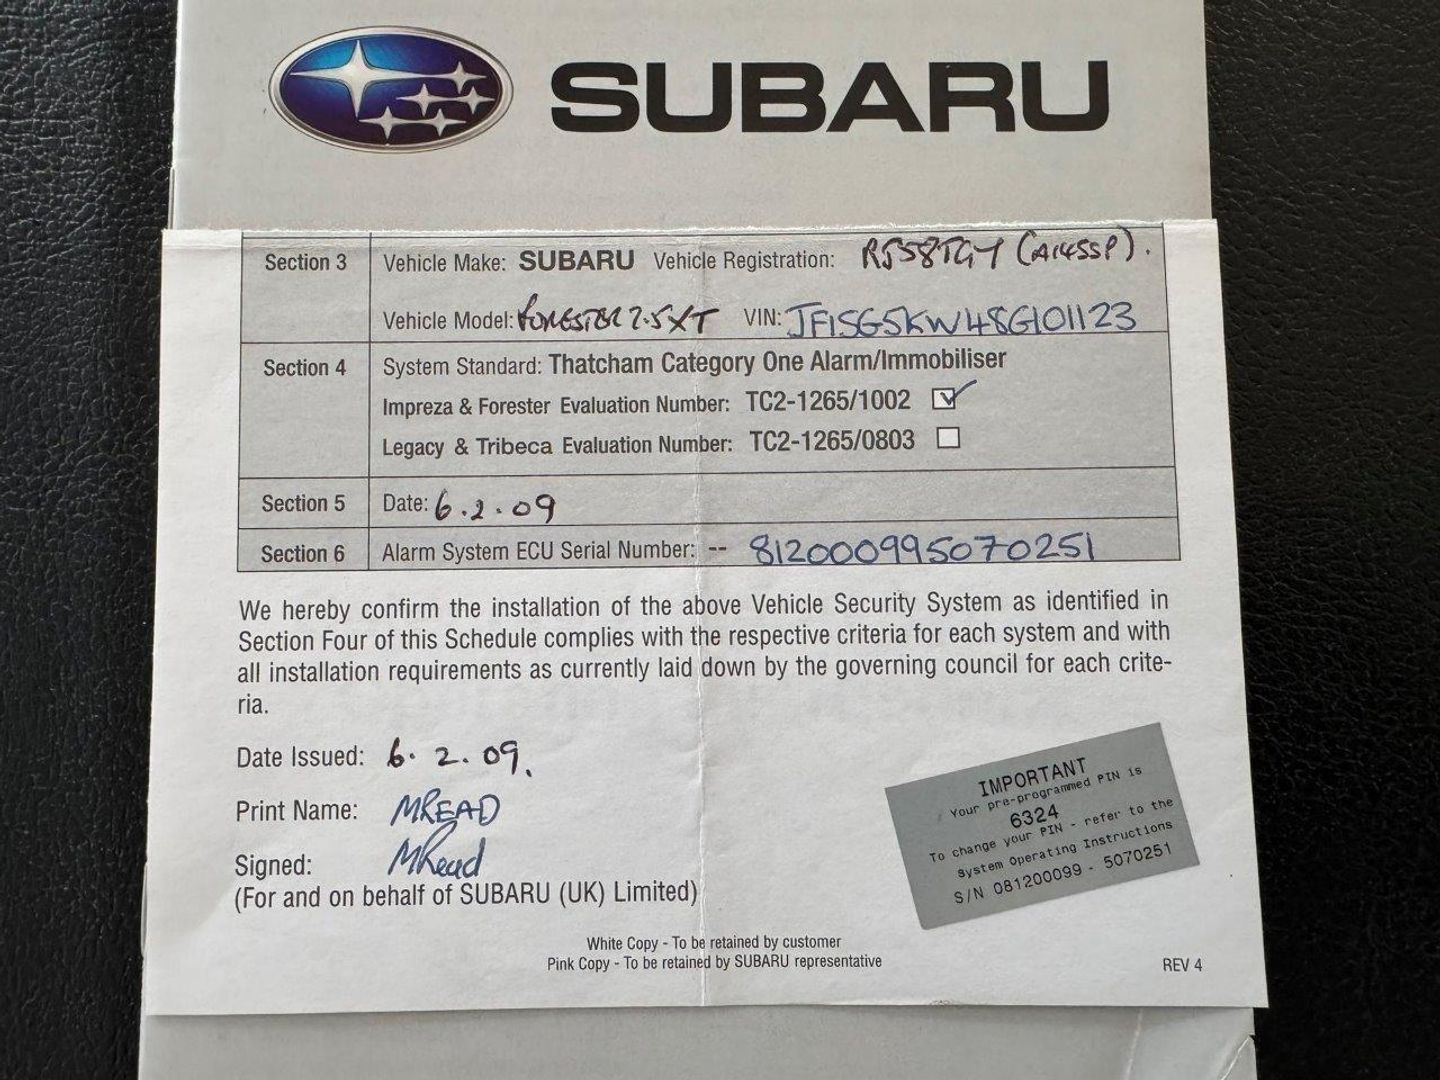 SUBARU
Section 3 Vehicle Make: SUBARU Vehicle Registration: RJ58TGY (A14SSP).
Vehicle Model: FORESTER 2.5XT VIN: JF1SG5KW48G101123
Section 4 System Standard: Thatcham Category One Alarm/Immobiliser
Impreza & Forester Evaluation Number: TC2-1265/1002 ✓
Legacy & Tribeca Evaluation Number: TC2-1265/0803
Section 5 Date: 6.2.09
Section 6 Alarm System ECU Serial Number: -- 812000995070251
We hereby confirm the installation of the above Vehicle Security System as identified in
Section Four of this Schedule complies with the respective criteria for each system and with
all installation requirements as currently laid down by the governing council for each crite-
ria.
Date Issued: 6.2.09.
Print Name: MREAD
Signed: MRead
(For and on behalf of SUBARU (UK) Limited)
IMPORTANT
Your pre-programmed PIN is
6324
To change your PIN - refer to the
System Operating Instructions
S/N 081200099 - 5070251
White Copy - To be retained by customer
Pink Copy - To be retained by SUBARU representative
REV 4